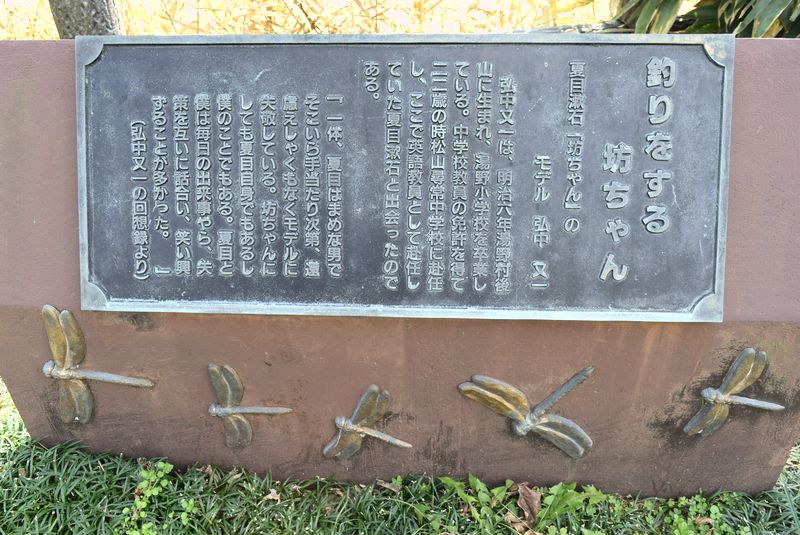 釣りをする
坊ちゃん
夏目漱石「坊ちゃん」の
モデル 弘中 又一
弘中又一は、明治六年湯野村後
山に生まれ、湯野小学校を卒業し
ている。中学校教員の免許を得て
二二歳の時松山尋常中学校に赴任
し、ここで英語教員として赴任し
ていた夏目漱石と出会ったので
ある。
「一体、夏目はまめな男で
そこいら手当たり次第、遠
慮えしゃくもなくモデルに
失敬している。坊ちゃんに
しても夏目自身でもあるし
僕のことでもある。夏目と
僕は毎日の出来事やら、失
策を互いに話合い、笑い興
ずることが多かった。」
(弘中又一の回想録より)